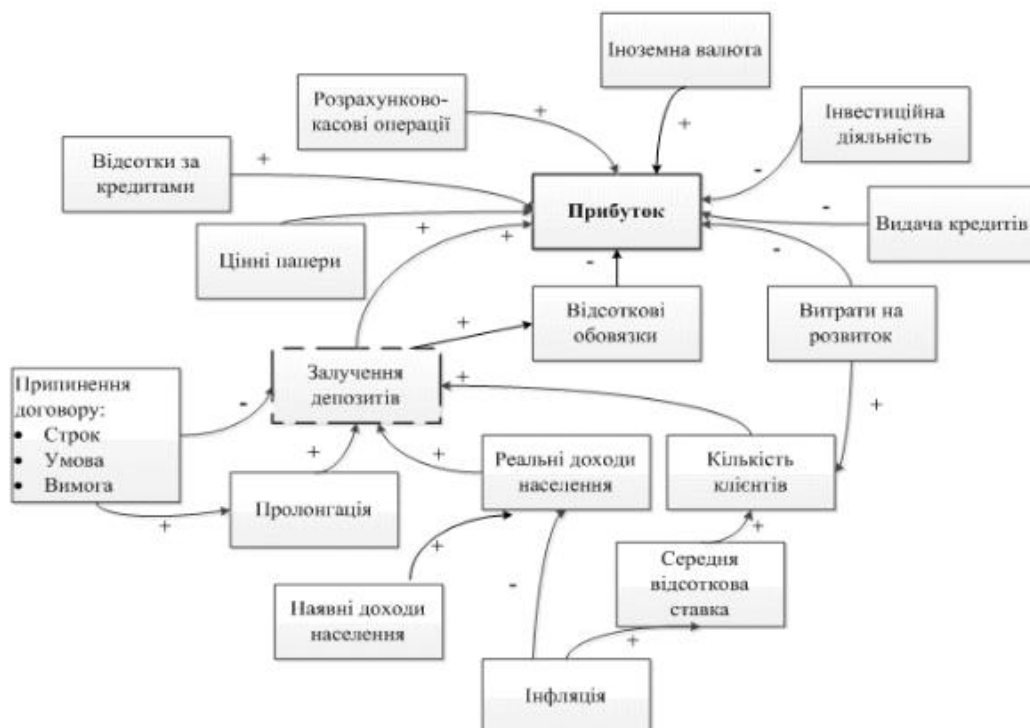 Іноземна валюта
+
Розрахунково-
касові операції
+
Інвестиційна
діяльність
-
Відсотки за
кредитами
+
Прибуток
-
Видача кредитів
Цінні папери
+
+
-
-
Відсоткові
обовязки
Витрати на
розвиток
+
Залучення
депозитів
+
+
Припинення
договору:
• Строк
• Умова
• Вимога
-
+
+
Реальні доходи
населення
Кількість
клієнтів
Пролонгація
+
+
+
Середня
відсоткова
ставка
-
Наявні доходи
населення
+
Інфляція